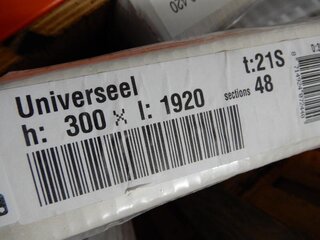 Universeel
h: 300 x l: 1920
t:21S
sections 48